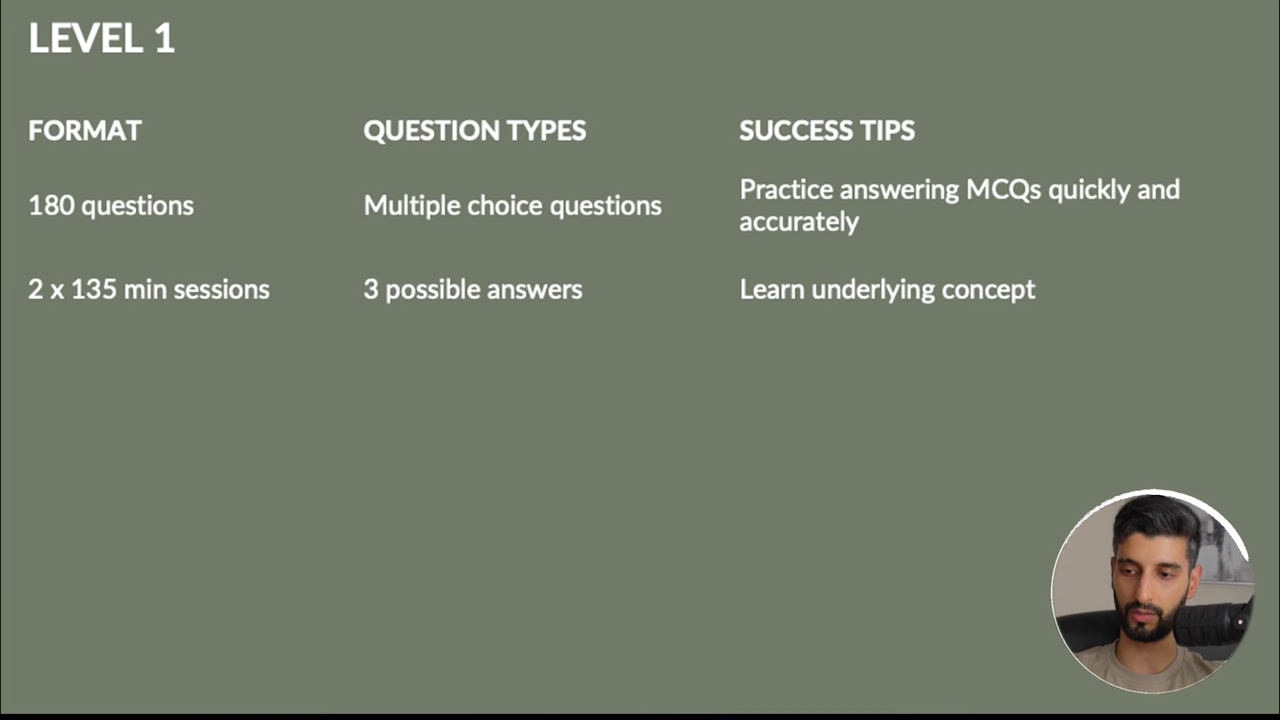 LEVEL 1
FORMAT
QUESTION TYPES
SUCCESS TIPS
180 questions
Multiple choice questions
Practice answering MCQs quickly and
accurately
2 x 135 min sessions
3 possible answers
Learn underlying concept